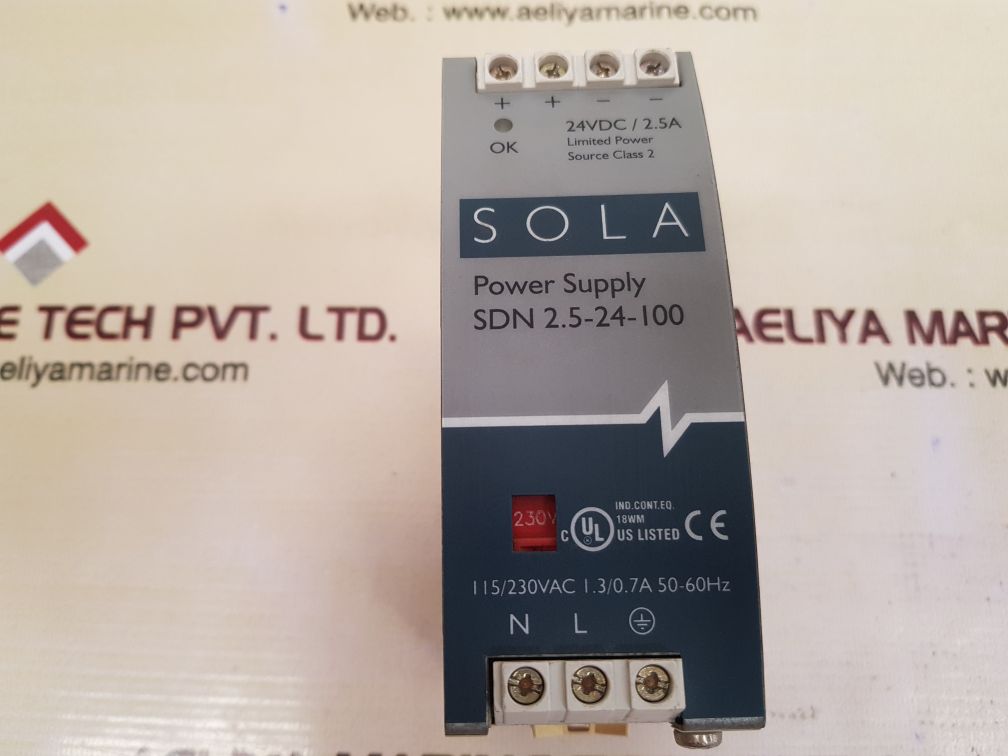 Web. : www.aeliyamarine.com
+ + - -
OK
24VDC / 2.5A
Limited Power
Source Class 2
SOLA
Power Supply
SDN 2.5-24-100
E TECH PVT. LTD.
eliyamarine.com
AELIYA MAR
Web. : w
230V
IND.CONT.EQ.
18WM
C UL US LISTED CE
115/230VAC 1.3/0.7A 50-60Hz
N L